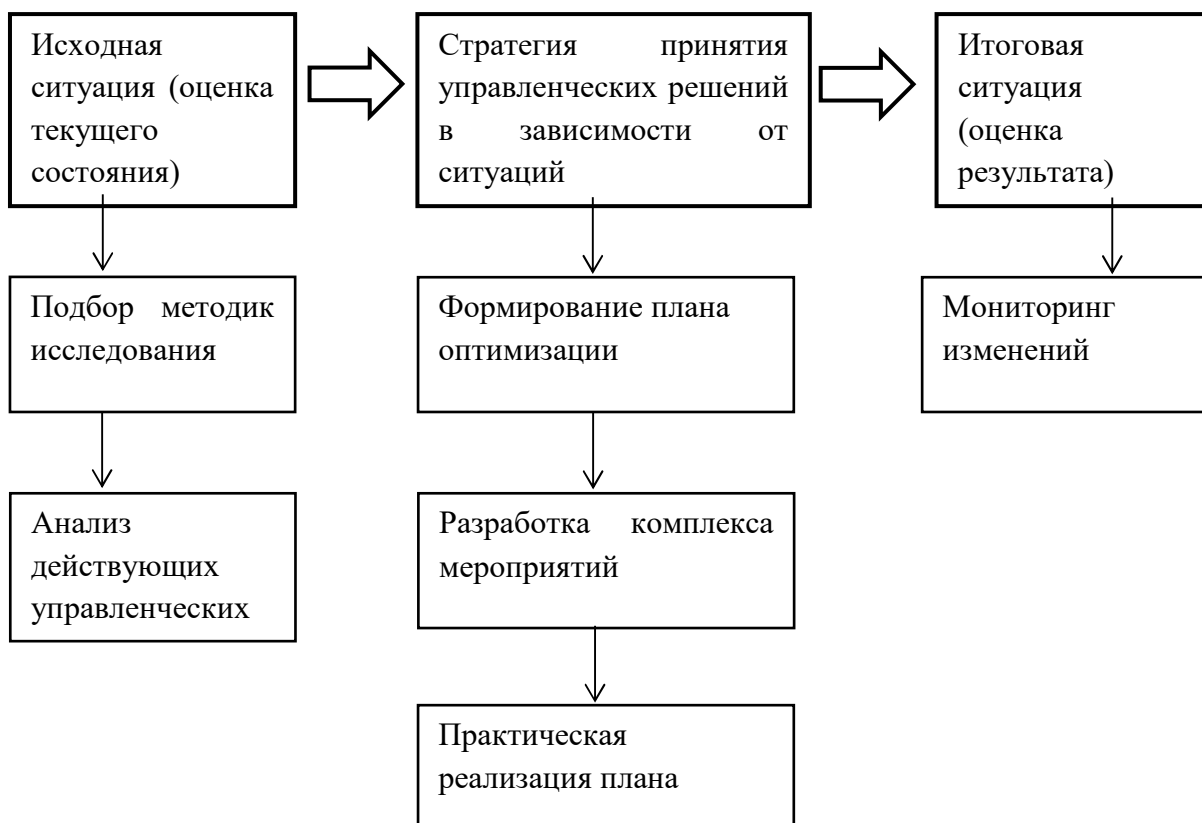 Исходная
ситуация (оценка
текущего
состояния)
Стратегия принятия
управленческих решений
в зависимости от
ситуаций
Итоговая
ситуация
(оценка
результата)
Подбор методик
исследования
Формирование плана
оптимизации
Мониторинг
изменений
Анализ
действующих
управленческих
Разработка комплекса
мероприятий
Практическая
реализация плана